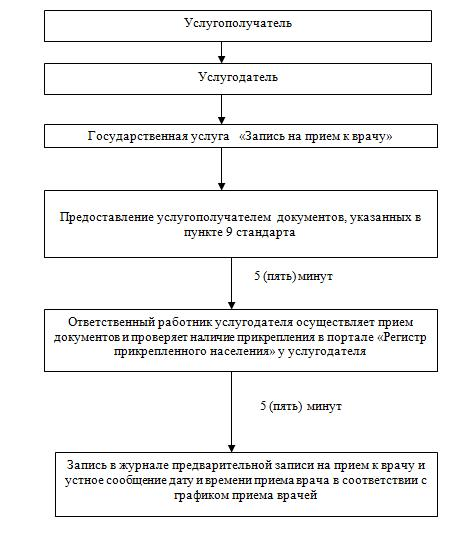 Услугополучатель
Услугодатель
Государственная услуга «Запись на прием к врачу»
Предоставление услугополучателем документов, указанных в
пункте 9 стандарта
5 (пять) минут
Ответственный работник услугодателя осуществляет прием
документов и проверяет наличие прикрепления в портале «Регистр
прикрепленного населения» у услугодателя
5 (пять) минут
Запись в журнале предварительной записи на прием к врачу и
устное сообщение дату и времени приема врача в соответствии с
графиком приема врачей